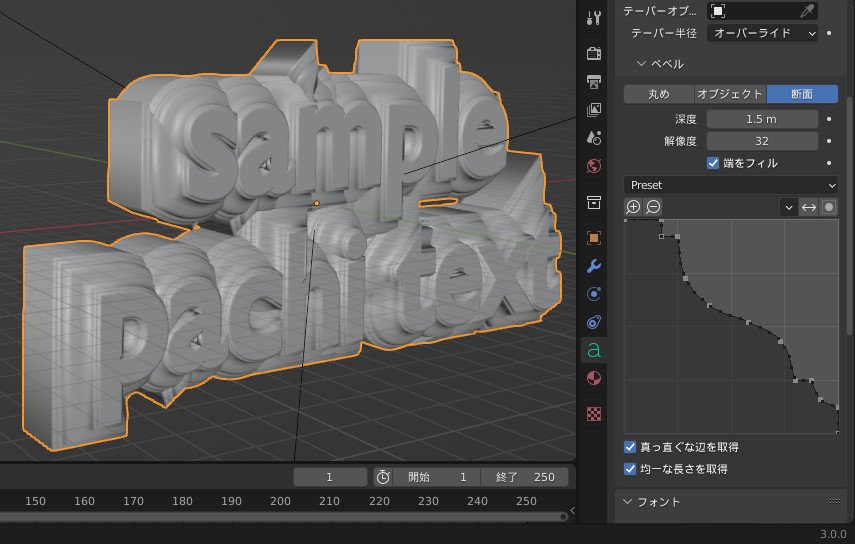 sample
pachi text
テーパーオブ...
テーパー半径 オーバーライド
ベベル
丸め オブジェクト 断面
深度 1.5 m
解像度 32
端をフィル
Preset
真っ直ぐな辺を取得
均一な長さを取得
フォント
1 開始 1 終了 250
150 160 170 180 190 200 210 220 230 240 250
3.0.0